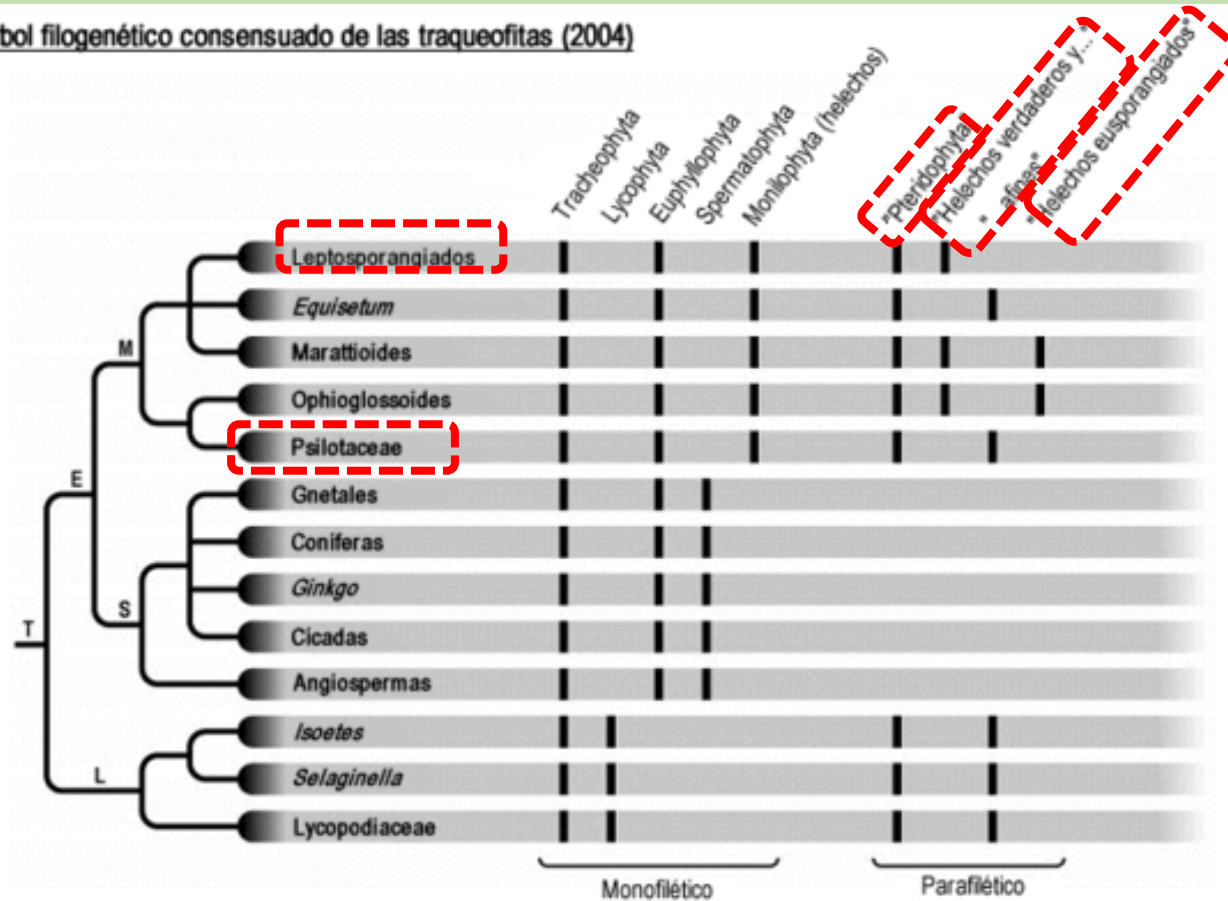 bol filogenético consensuado de las traqueofitas (2004)
Tracheophyta
Lycophyta
Euphyllophyta
Spermatophyta
Monilophyta (helechos)
"Pteridophyta"
"Helechos verdaderos y..."
"...afines"
"Helechos eusporangiados"
Leptosporangiados
Equisetum
Marattioides
Ophioglossoides
Psilotaceae
Gnetales
Coniferas
Ginkgo
Cicadas
Angiospermas
Isoetes
Selaginella
Lycopodiaceae
M
E
S
T
L
Monofilético
Parafilético